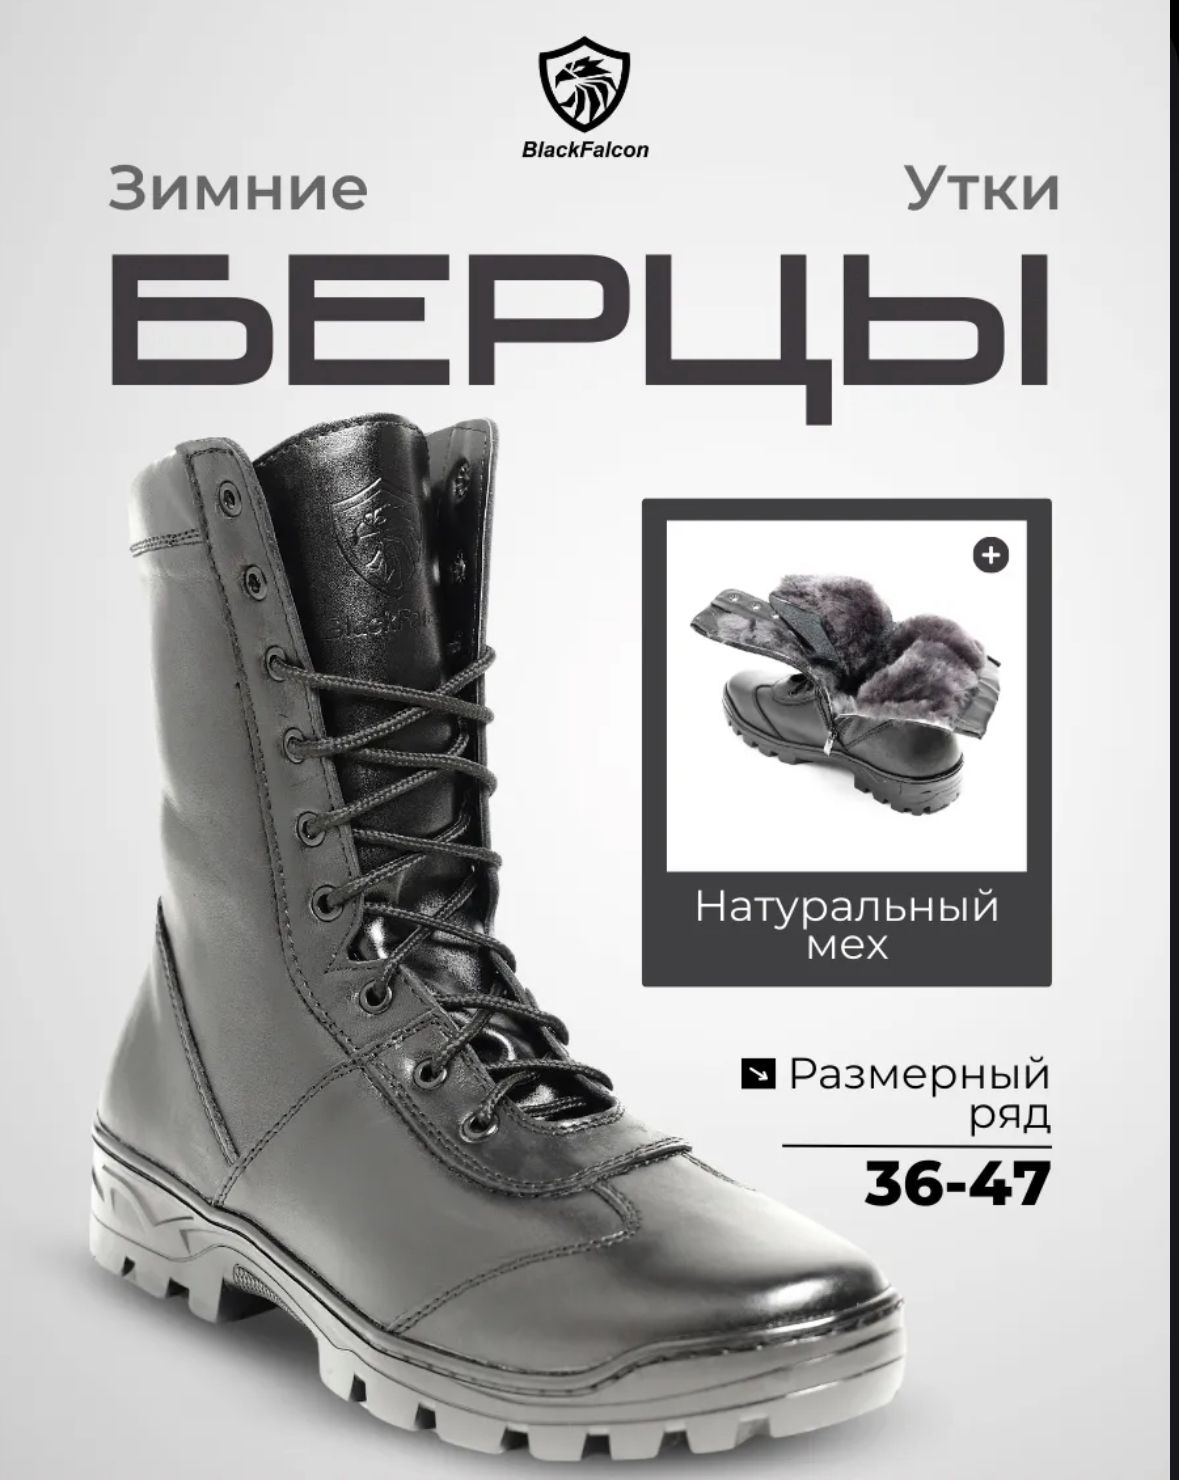 BlackFalcon
Зимние Утки
БЕРЦЫ
Натуральный
мех
Размерный
ряд
36-47